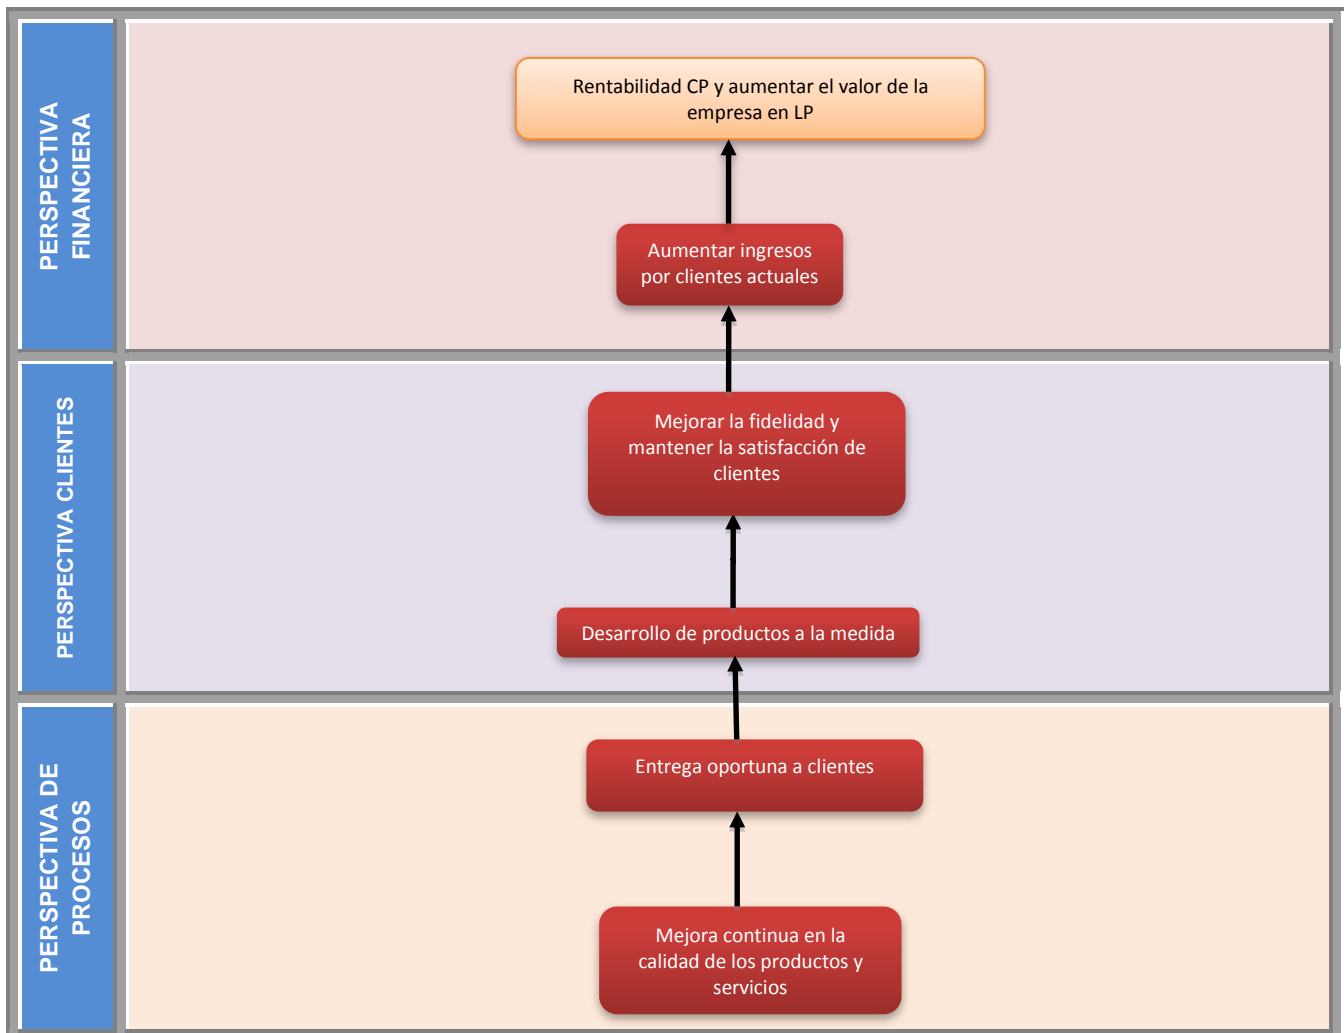 PERSPECTIVA
FINANCIERA
Rentabilidad CP y aumentar el valor de la
empresa en LP
Aumentar ingresos
por clientes actuales
PERSPECTIVA CLIENTES
Mejorar la fidelidad y
mantener la satisfacción de
clientes
Desarrollo de productos a la medida
PERSPECTIVA DE
PROCESOS
Entrega oportuna a clientes
Mejora continua en la
calidad de los productos y
servicios